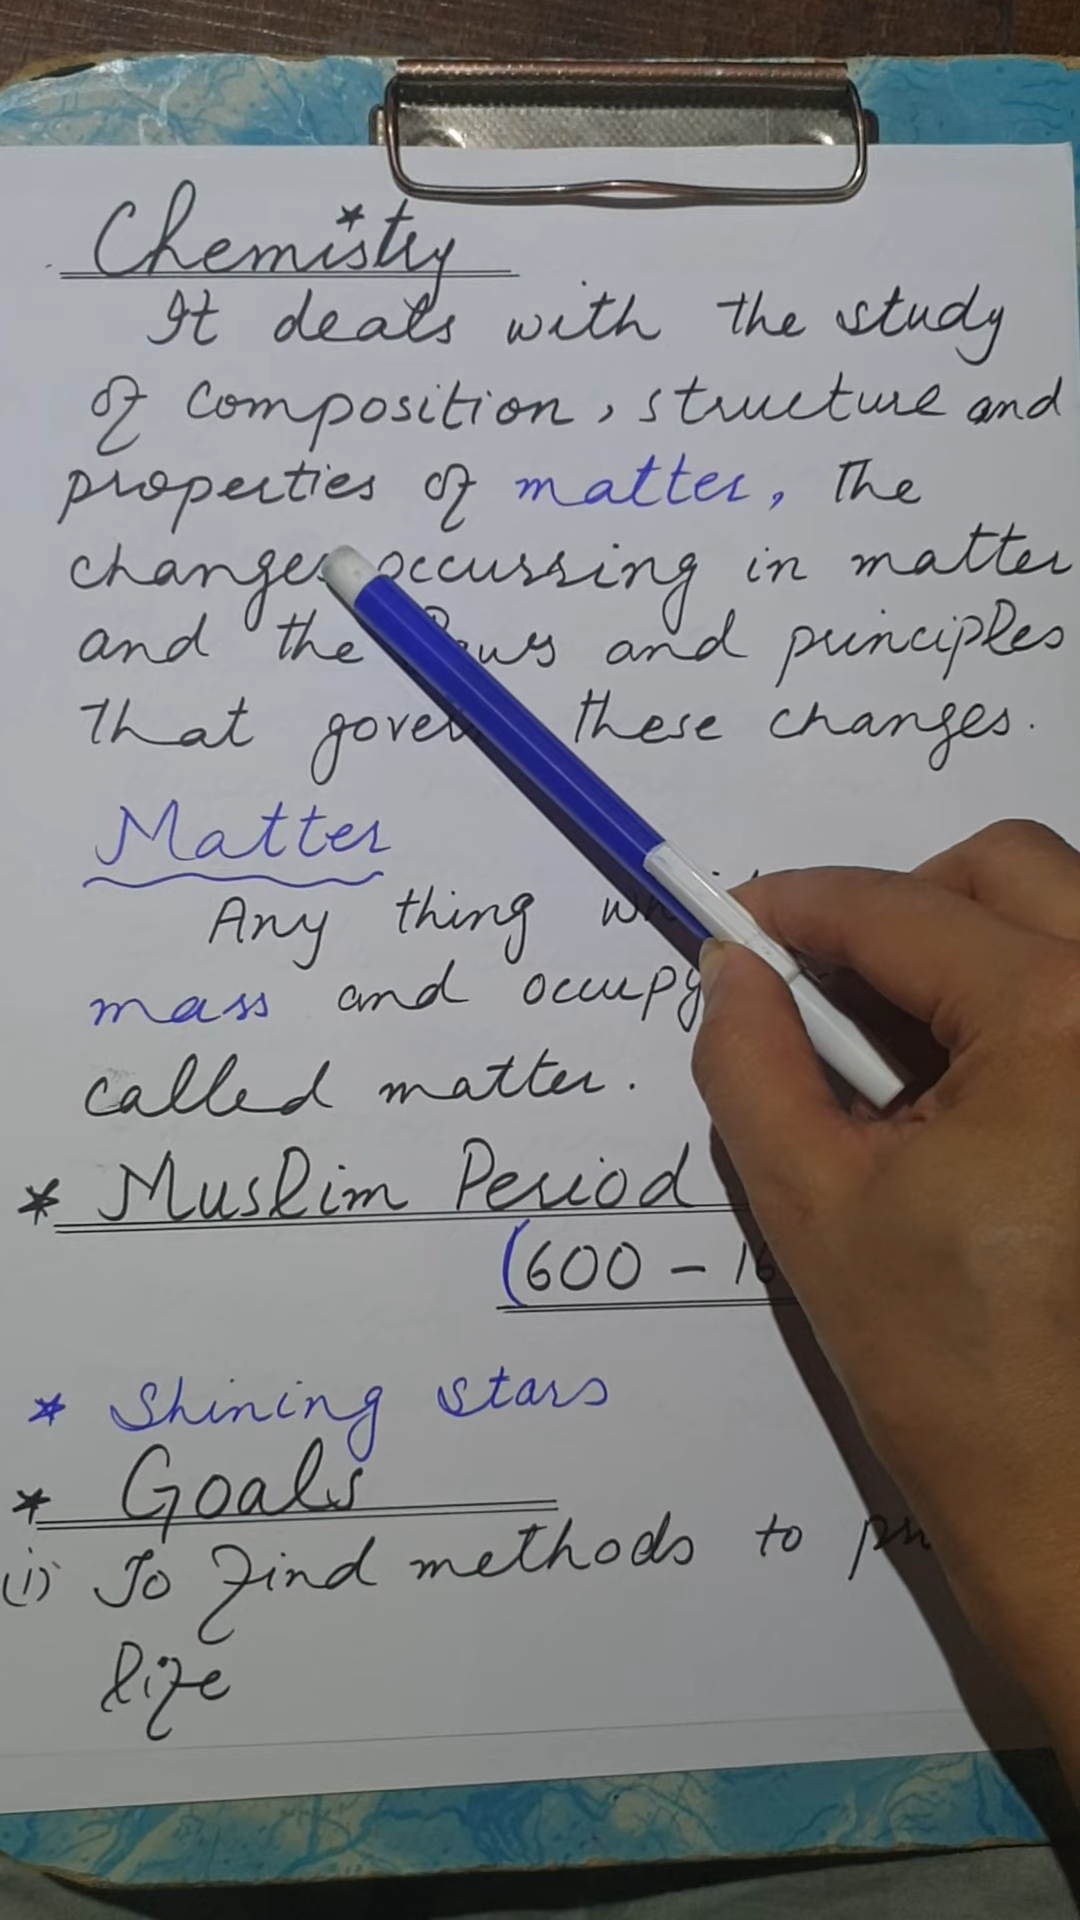 Chemistry
It deals with the study
of composition, structure and
properties of matter, The
changes occurring in matter
and the laws and principles
That these changes.
Matter
Any thing
mass and occupy
called matter.
* Muslim Period
(600 –
* Shining stars
* Goals
(i) To find methods to
life